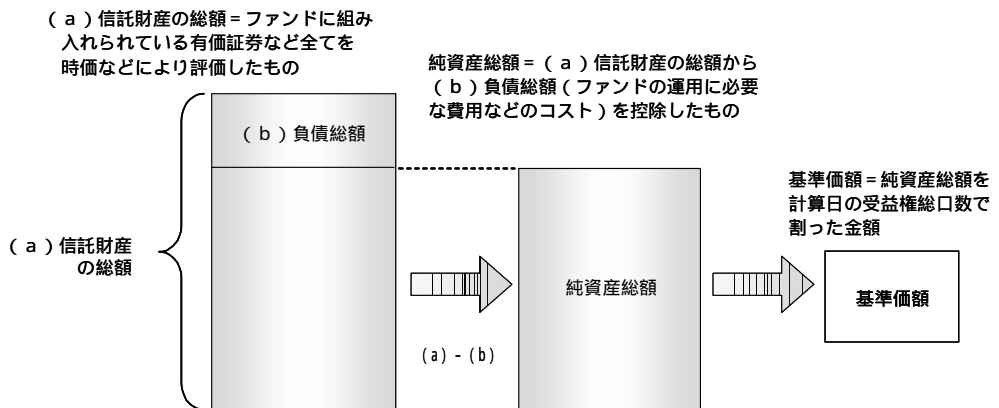 （ａ）信託財産の総額＝ファンドに組み
入れられている有価証券など全てを
時価などにより評価したもの
純資産総額＝（ａ）信託財産の総額から
（ｂ）負債総額（ファンドの運用に必要
な費用などのコスト）を控除したもの
（ｂ）負債総額
基準価額＝純資産総額を
計算日の受益権総口数で
割った金額
（ａ）信託財産
の総額
純資産総額
基準価額
(a) - (b)